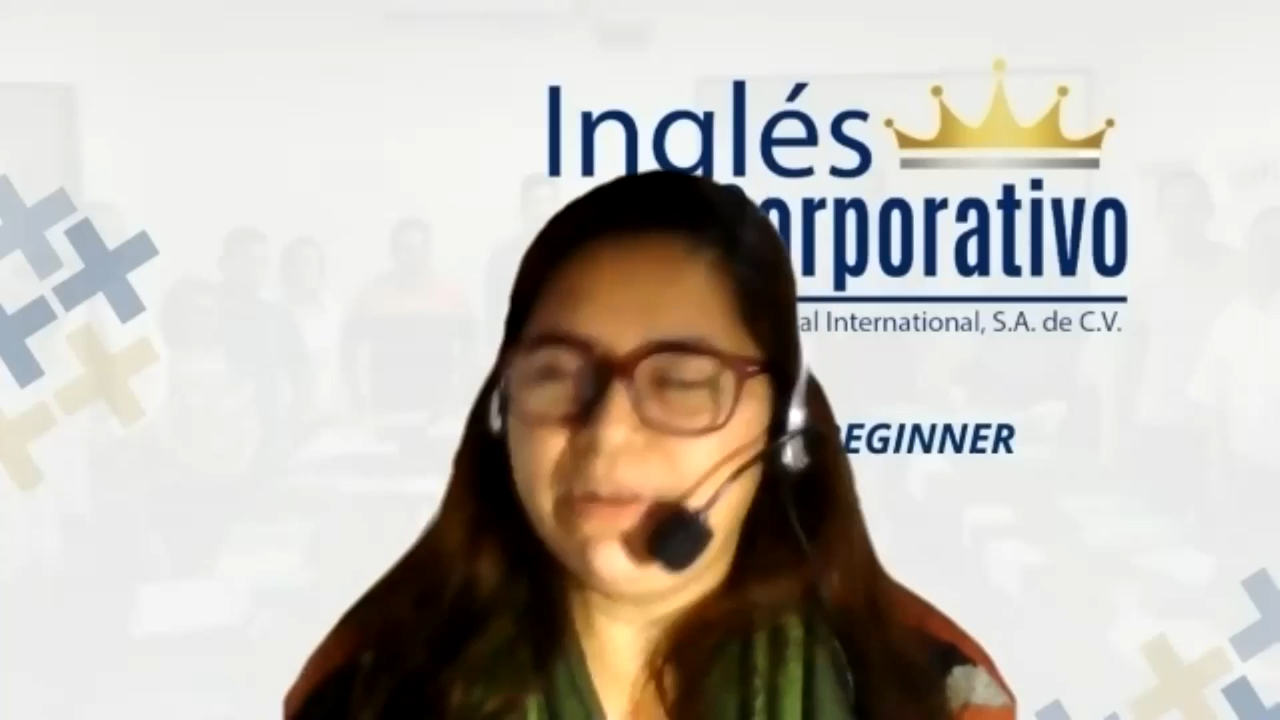 Inglés
orporativo
al International, S.A. de C.V.
EGINNER